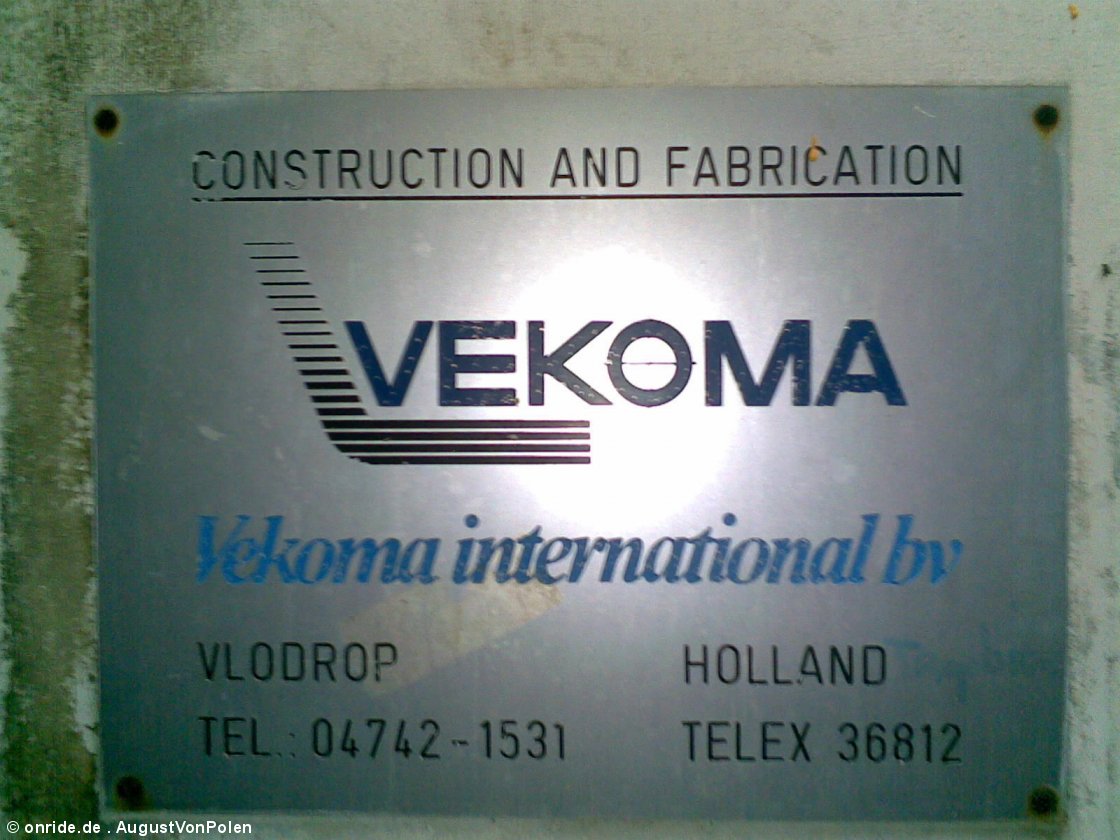 CONSTRUCTION AND FABRICATION
VEKOMA
Vekoma international bv
VLODROP HOLLAND
TEL.: 04742-1531 TELEX 36812
© onride.de . AugustVonPolen